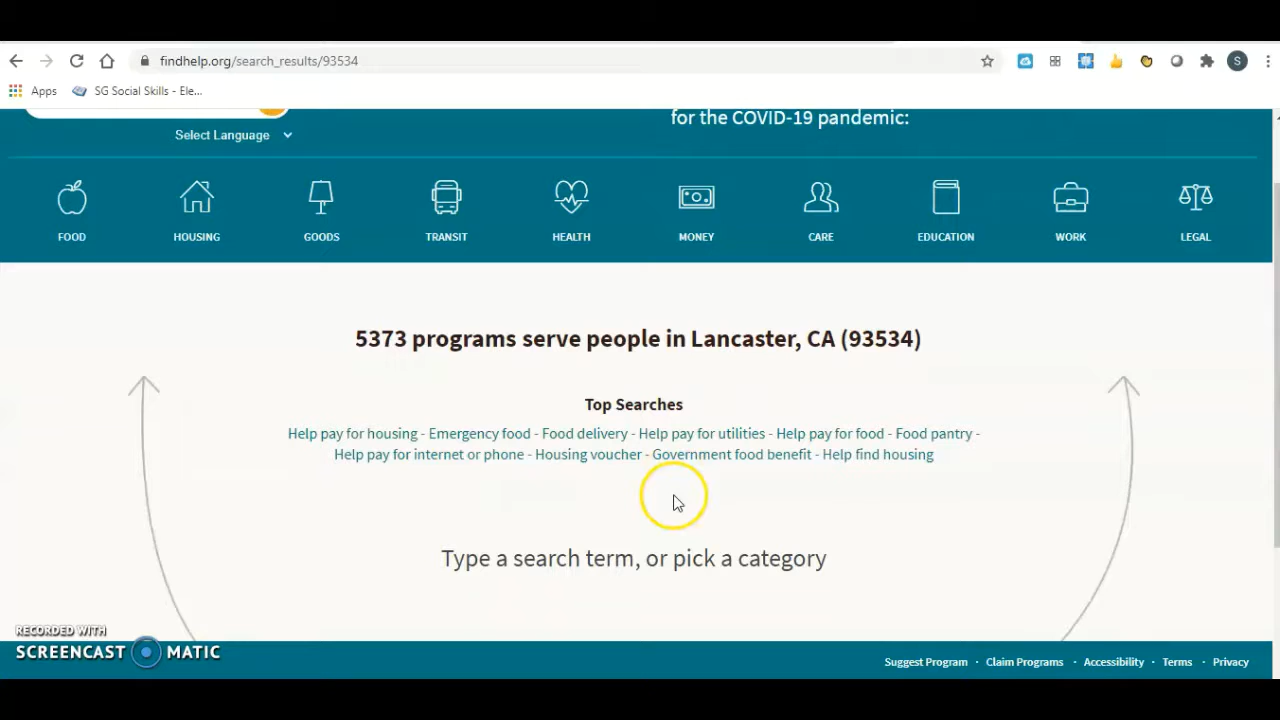 findhelp.org/search_results/93534
S
Apps
SG Social Skills - Ele...
for the COVID-19 pandemic:
Select Language
FOOD HOUSING GOODS TRANSIT HEALTH MONEY CARE EDUCATION WORK LEGAL
5373 programs serve people in Lancaster, CA (93534)
Top Searches
Help pay for housing - Emergency food - Food delivery - Help pay for utilities - Help pay for food - Food pantry -
Help pay for internet or phone - Housing voucher - Government food benefit - Help find housing
Type a search term, or pick a category
RECORDED WITH
SCREENCAST MATIC
Suggest Program · Claim Programs · Accessibility · Terms · Privacy